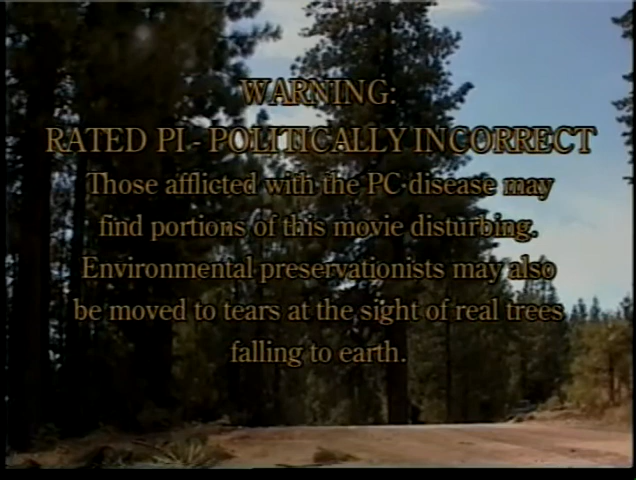 WARNING:
RATED PI - POLITICALLY INCORRECT
Those afflicted with the PC disease may
find portions of this movie disturbing.
Environmental preservationists may also
be moved to tears at the sight of real trees
falling to earth.